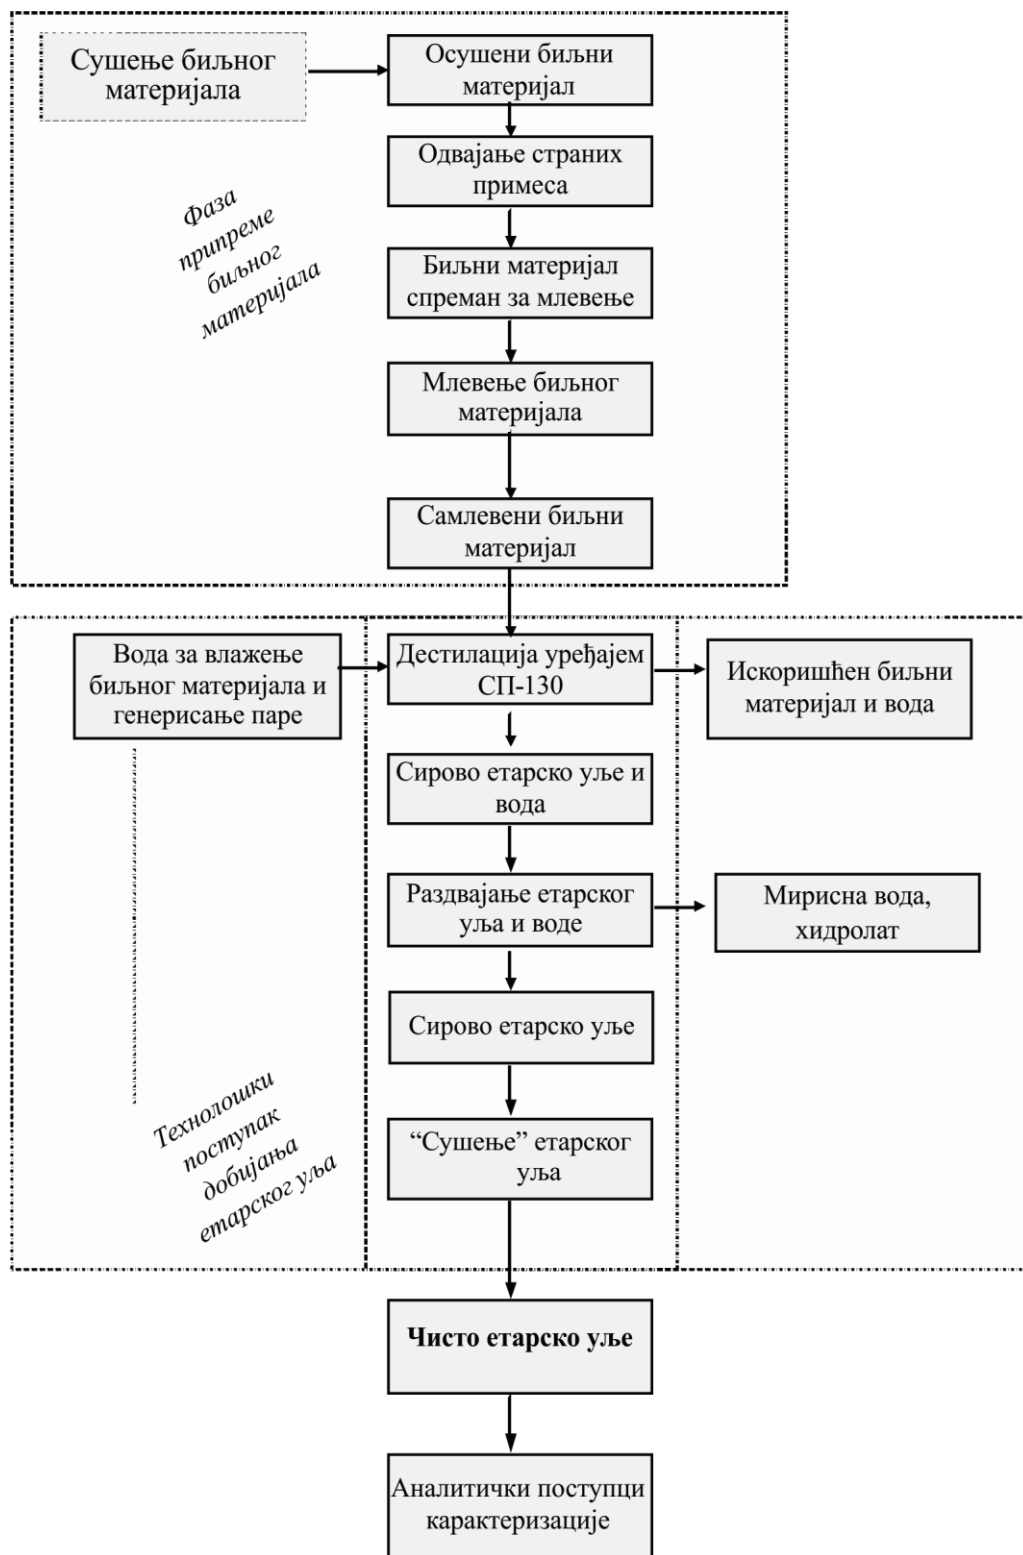 Сушење биљног
материјала
Осушени биљни
материјал
Одвајање страних
примеса
Фаза
припреме
биљног
материјала
Биљни материјал
спреман за млевење
Млевење биљног
материјала
Самлевени биљни
материјал
Вода за влажење
биљног материјала и
генерисање паре
Дестилација уређајем
СП-130
Искоришћен биљни
материјал и вода
Сирово етарско уље и
вода
Раздвајање етарског
уља и воде
Мирисна вода,
хидролат
Сирово етарско уље
Технолошки
поступак
добијања
етарског уља
“Сушење” етарског
уља
Чисто етарско уље
Аналитички поступци
карактеризације